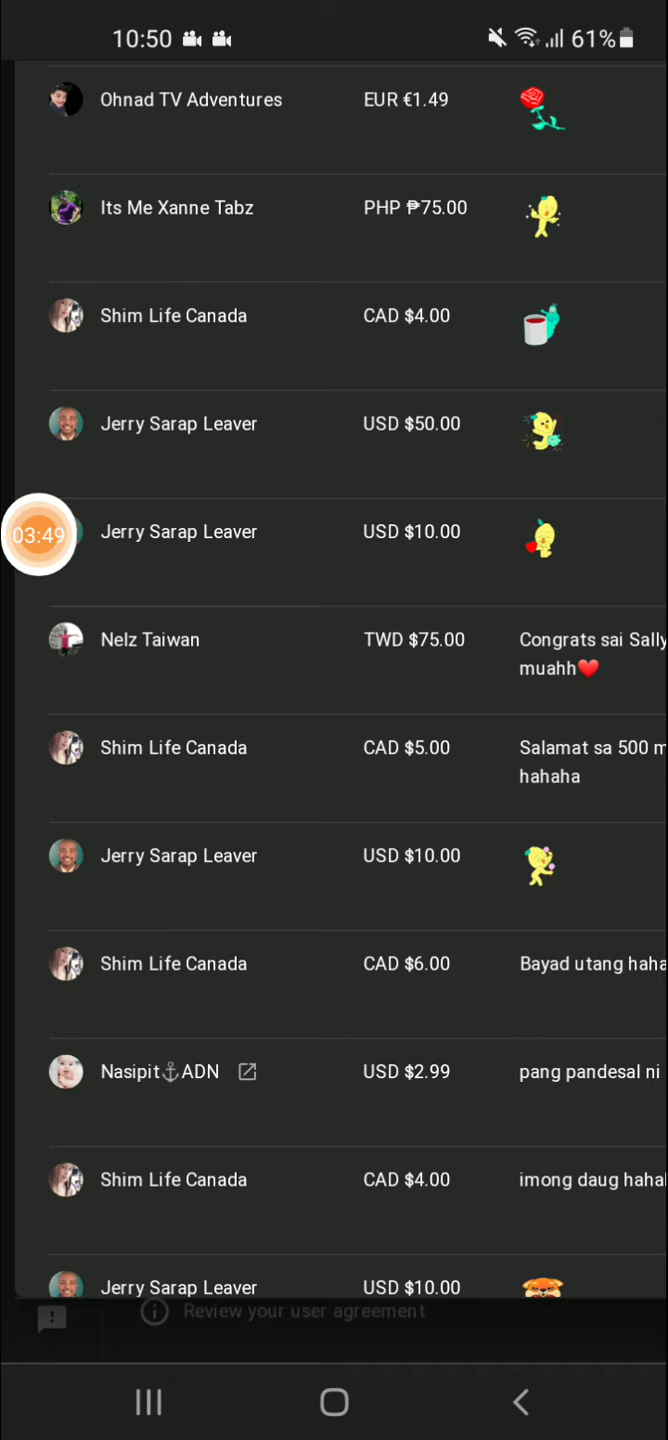 10:50 61%
Ohnad TV Adventures EUR €1.49
Its Me Xanne Tabz PHP ₱75.00
Shim Life Canada CAD $4.00
Jerry Sarap Leaver USD $50.00
03:49 Jerry Sarap Leaver USD $10.00
Nelz Taiwan TWD $75.00 Congrats sai Sally
muahh❤️
Shim Life Canada CAD $5.00 Salamat sa 500 m
hahaha
Jerry Sarap Leaver USD $10.00
Shim Life Canada CAD $6.00 Bayad utang haha
Nasipit⚓ADN USD $2.99 pang pandesal ni
Shim Life Canada CAD $4.00 imong daug hahah
Jerry Sarap Leaver USD $10.00
Review your user agreement